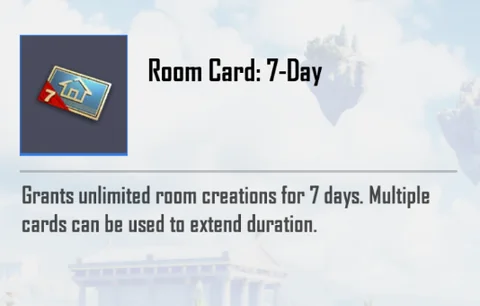 Room Card: 7-Day
7
Grants unlimited room creations for 7 days. Multiple
cards can be used to extend duration.